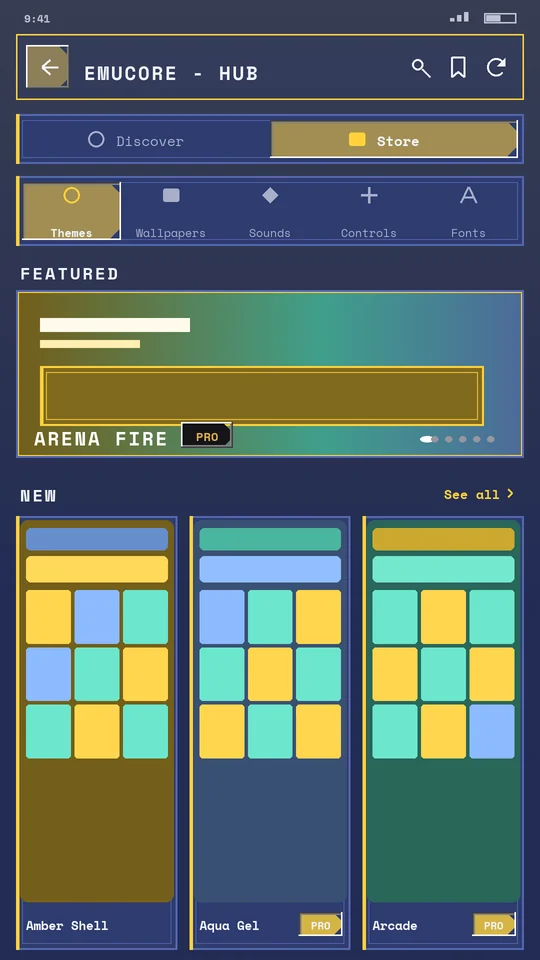 9:41
EMUCORE - HUB
Discover
Store
Themes
Wallpapers
Sounds
Controls
Fonts
FEATURED
ARENA FIRE
PRO
NEW
See all
Amber Shell
Aqua Gel
PRO
Arcade
PRO